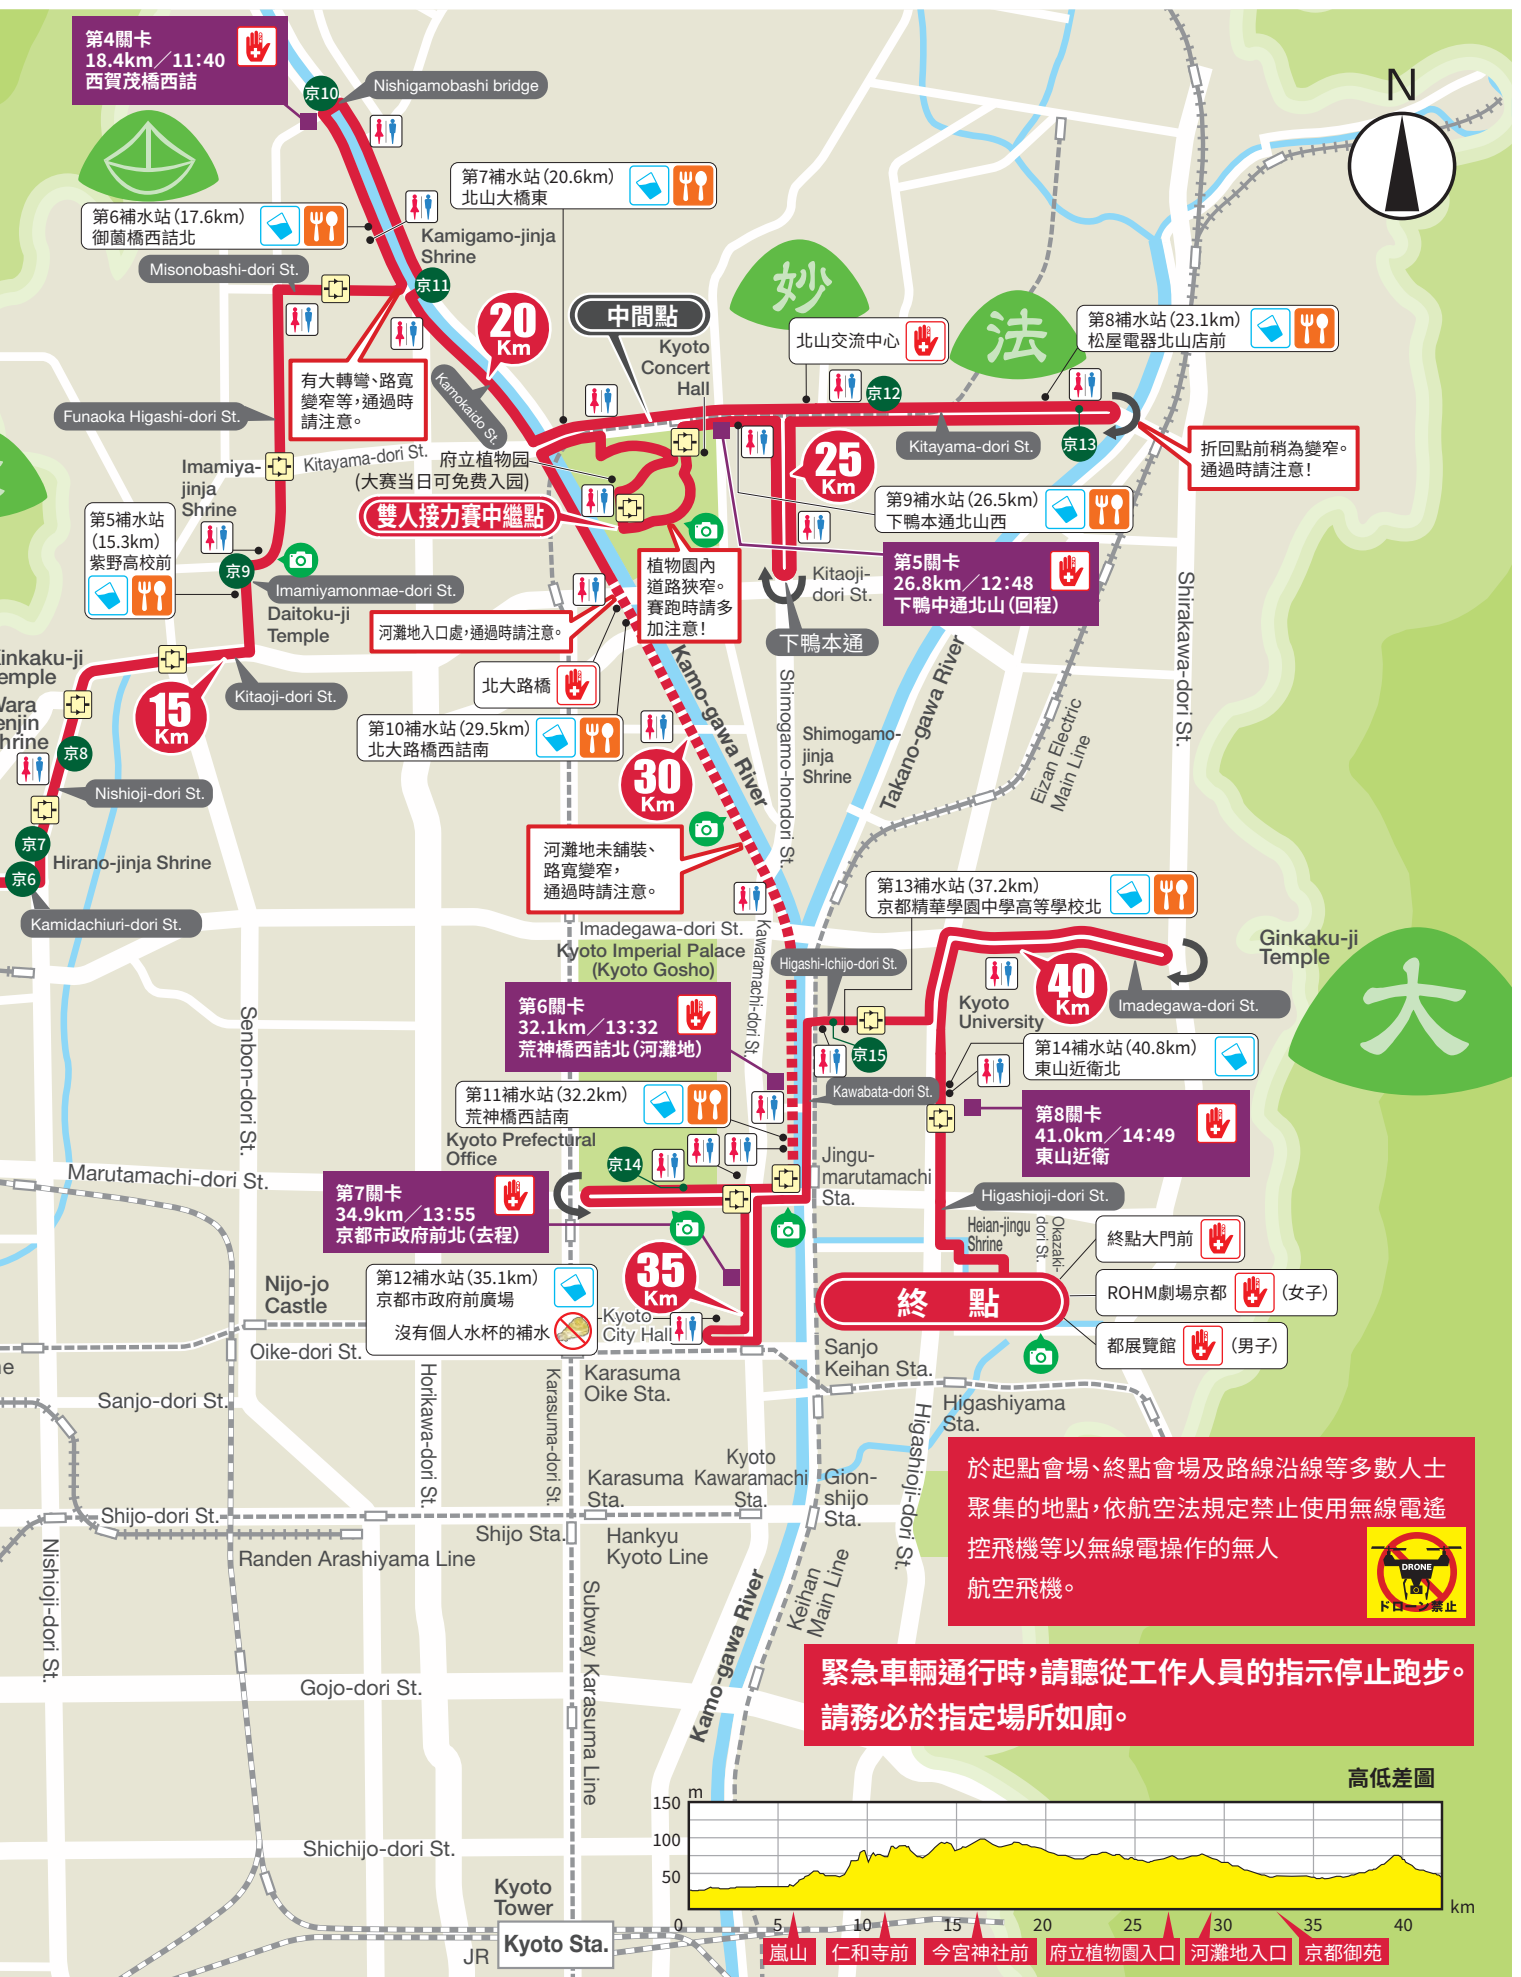 第4關卡
18.4km／11:40
西賀茂橋西詰
京10
Nishigamobashi bridge
N
第7補水站(20.6km)
北山大橋東
第6補水站(17.6km)
御薗橋西詰北
Kamigamo-jinja
Shrine
Misonobashi-dori St.
京11
20
Km
中間點
妙
法
Kyoto
Concert
Hall
北山交流中心
第8補水站(23.1km)
松屋電器北山店前
有大轉彎、路寬
變窄等，通過時
請注意。
Kamokaido St.
京12
Funaoka Higashi-dori St.
Kitayama-dori St.
京13
折回點前稍為變窄。
通過時請注意！
Imamiya-
jinja
Shrine
Kitayama-dori St.
府立植物园
(大赛当日可免费入园)
25
Km
雙人接力賽中繼點
第9補水站(26.5km)
下鴨本通北山西
第5補水站
(15.3km)
紫野高校前
京9
Imamiyamonmae-dori St.
Daitoku-ji
Temple
植物園內
道路狹窄。
賽跑時請多
加注意！
第5關卡
26.8km／12:48
下鴨中通北山(回程)
Kitaoji-
dori St.
下鴨本通
河灘地入口處，通過時請注意。
Shirakawa-dori St.
inkaku-ji
emple
Kitaoji-dori St.
15
Km
Wara
enjin
hrine
京8
北大路橋
第10補水站(29.5km)
北大路橋西詰南
Kamo-gawa River
Shimogamo-hondori St.
Shimogamo-
jinja
Shrine
Takano-gawa River
Eizan Electric
Main Line
30
Km
Nishioji-dori St.
京7
京6
Hirano-jinja Shrine
Kamidachiuri-dori St.
河灘地未舖裝、
路寬變窄，
通過時請注意。
第13補水站(37.2km)
京都精華學園中學高等學校北
Imadegawa-dori St.
Kyoto Imperial Palace
(Kyoto Gosho)
Kawaramachi-dori St.
Higashi-Ichijo-dori St.
Ginkaku-ji
Temple
大
40
Km
Imadegawa-dori St.
Kyoto
University
第6關卡
32.1km／13:32
荒神橋西詰北(河灘地)
Senbon-dori St.
京15
第14補水站(40.8km)
東山近衛北
第11補水站(32.2km)
荒神橋西詰南
Kawabata-dori St.
第8關卡
41.0km／14:49
東山近衛
Kyoto Prefectural
Office
京14
Jingu-
marutamachi
Sta.
Marutamachi-dori St.
第7關卡
34.9km／13:55
京都市政府前北(去程)
Higashioji-dori St.
Heian-jingu
Shrine
Okazaki-
dori St.
終點大門前
ROHM劇場京都
(女子)
都展覽館
(男子)
終 點
35
Km
第12補水站(35.1km)
京都市政府前廣場
沒有個人水杯的補水
Nijo-jo
Castle
Kyoto
City Hall
Oike-dori St.
Karasuma
Oike Sta.
Sanjo
Keihan Sta.
Higashiyama
Sta.
Sanjo-dori St.
Horikawa-dori St.
Karasuma-dori St.
Higashioji-dori St.
Karasuma
Sta.
Kyoto
Kawaramachi
Sta.
Gion-
shijo
Sta.
Shijo-dori St.
Shijo Sta.
Hankyu
Kyoto Line
Randen Arashiyama Line
Nishioji-dori St.
Subway Karasuma Line
Kamo-gawa River
Keihan
Main Line
於起點會場、終點會場及路線沿線等多數人士
聚集的地點，依航空法規定禁止使用無線電遙
控飛機等以無線電操作的無人
航空飛機。
DRONE
ドローン禁止
緊急車輛通行時，請聽從工作人員的指示停止跑步。
請務必於指定場所如廁。
Gojo-dori St.
Shichijo-dori St.
Kyoto
Tower
Kyoto Sta.
JR
高低差圖
m
150
100
50
0 5 10 15 20 25 30 35 40
km
嵐山
仁和寺前
今宮神社前
府立植物園入口
河灘地入口
京都御苑